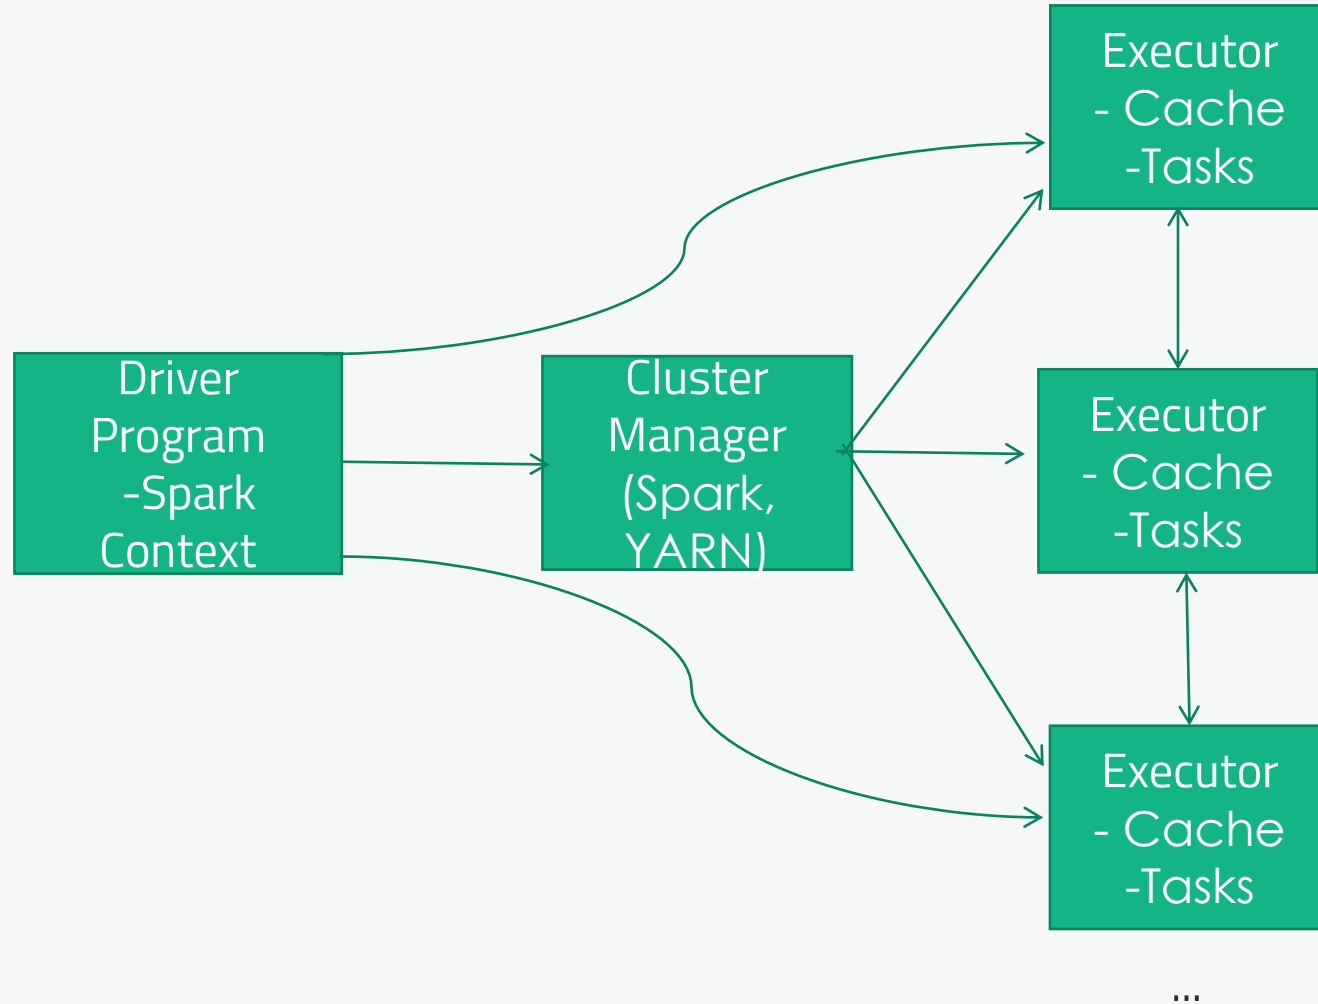 Driver
Program
-Spark
Context
Cluster
Manager
(Spark,
YARN)
Executor
- Cache
-Tasks
Executor
- Cache
-Tasks
Executor
- Cache
-Tasks
...